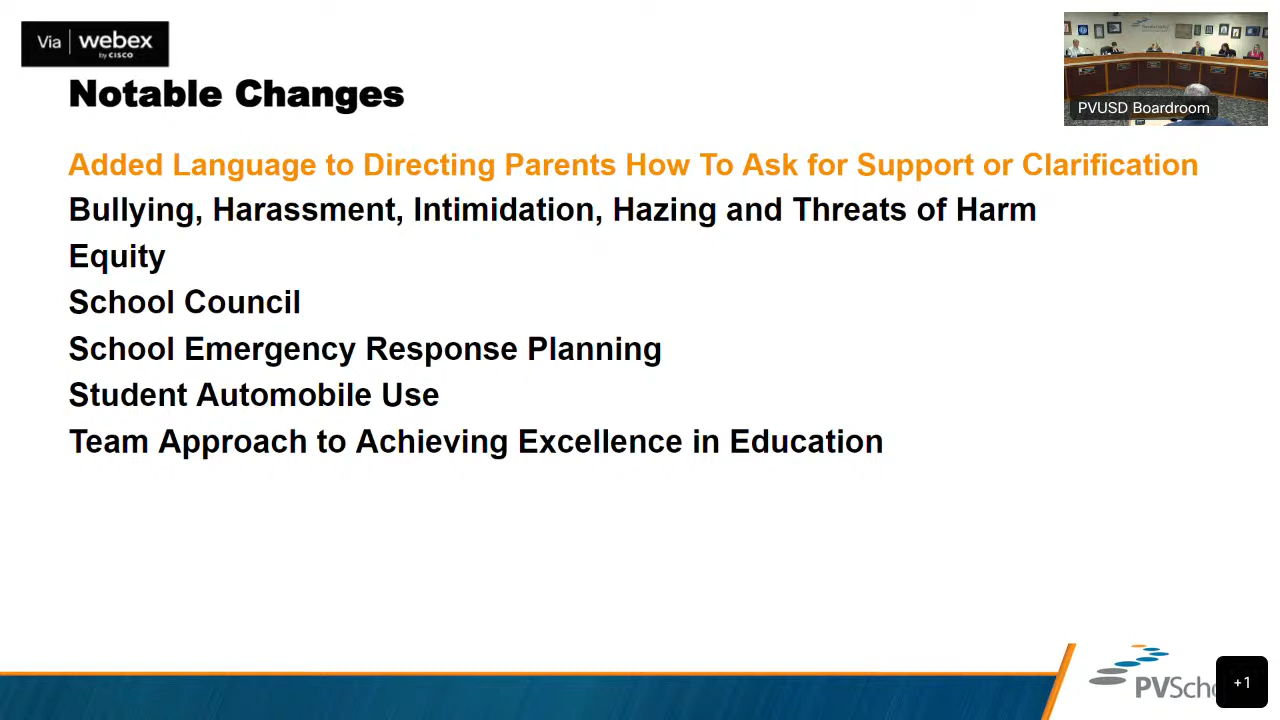 Via webex
by CISCO
Notable Changes
PVUSD Boardroom
Added Language to Directing Parents How To Ask for Support or Clarification
Bullying, Harassment, Intimidation, Hazing and Threats of Harm
Equity
School Council
School Emergency Response Planning
Student Automobile Use
Team Approach to Achieving Excellence in Education
PVScho
+1